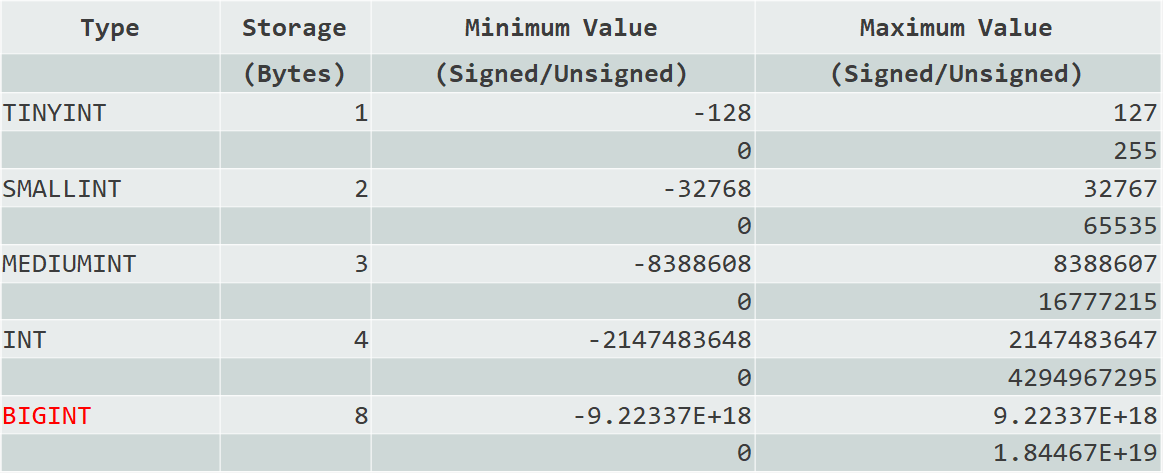 Type Storage Minimum Value Maximum Value
(Bytes) (Signed/Unsigned) (Signed/Unsigned)
TINYINT 1 -128 127
0 255
SMALLINT 2 -32768 32767
0 65535
MEDIUMINT 3 -8388608 8388607
0 16777215
INT 4 -2147483648 2147483647
0 4294967295
BIGINT 8 -9.22337E+18 9.22337E+18
0 1.84467E+19